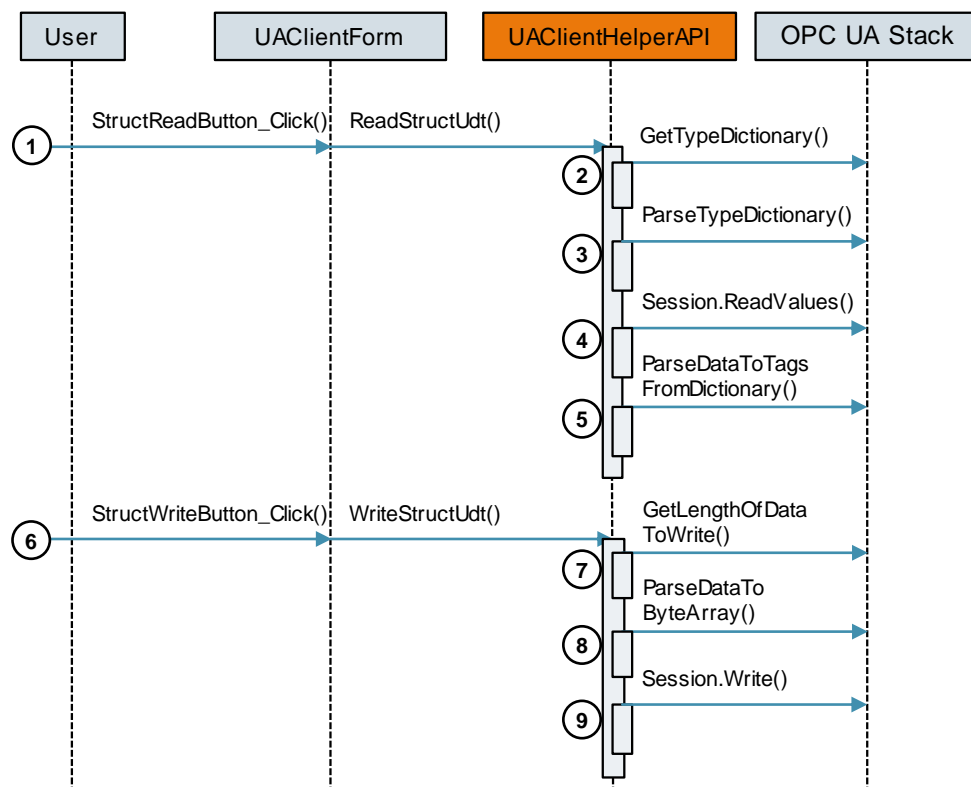 User
UAClientForm
UAClientHelperAPI
OPC UA Stack
StructReadButton_Click()
ReadStructUdt()
1
GetTypeDictionary()
2
ParseTypeDictionary()
3
Session.ReadValues()
4
ParseDataToTags
FromDictionary()
5
StructWriteButton_Click()
WriteStructUdt()
6
GetLengthOfData
ToWrite()
7
ParseDataTo
ByteArray()
8
Session.Write()
9